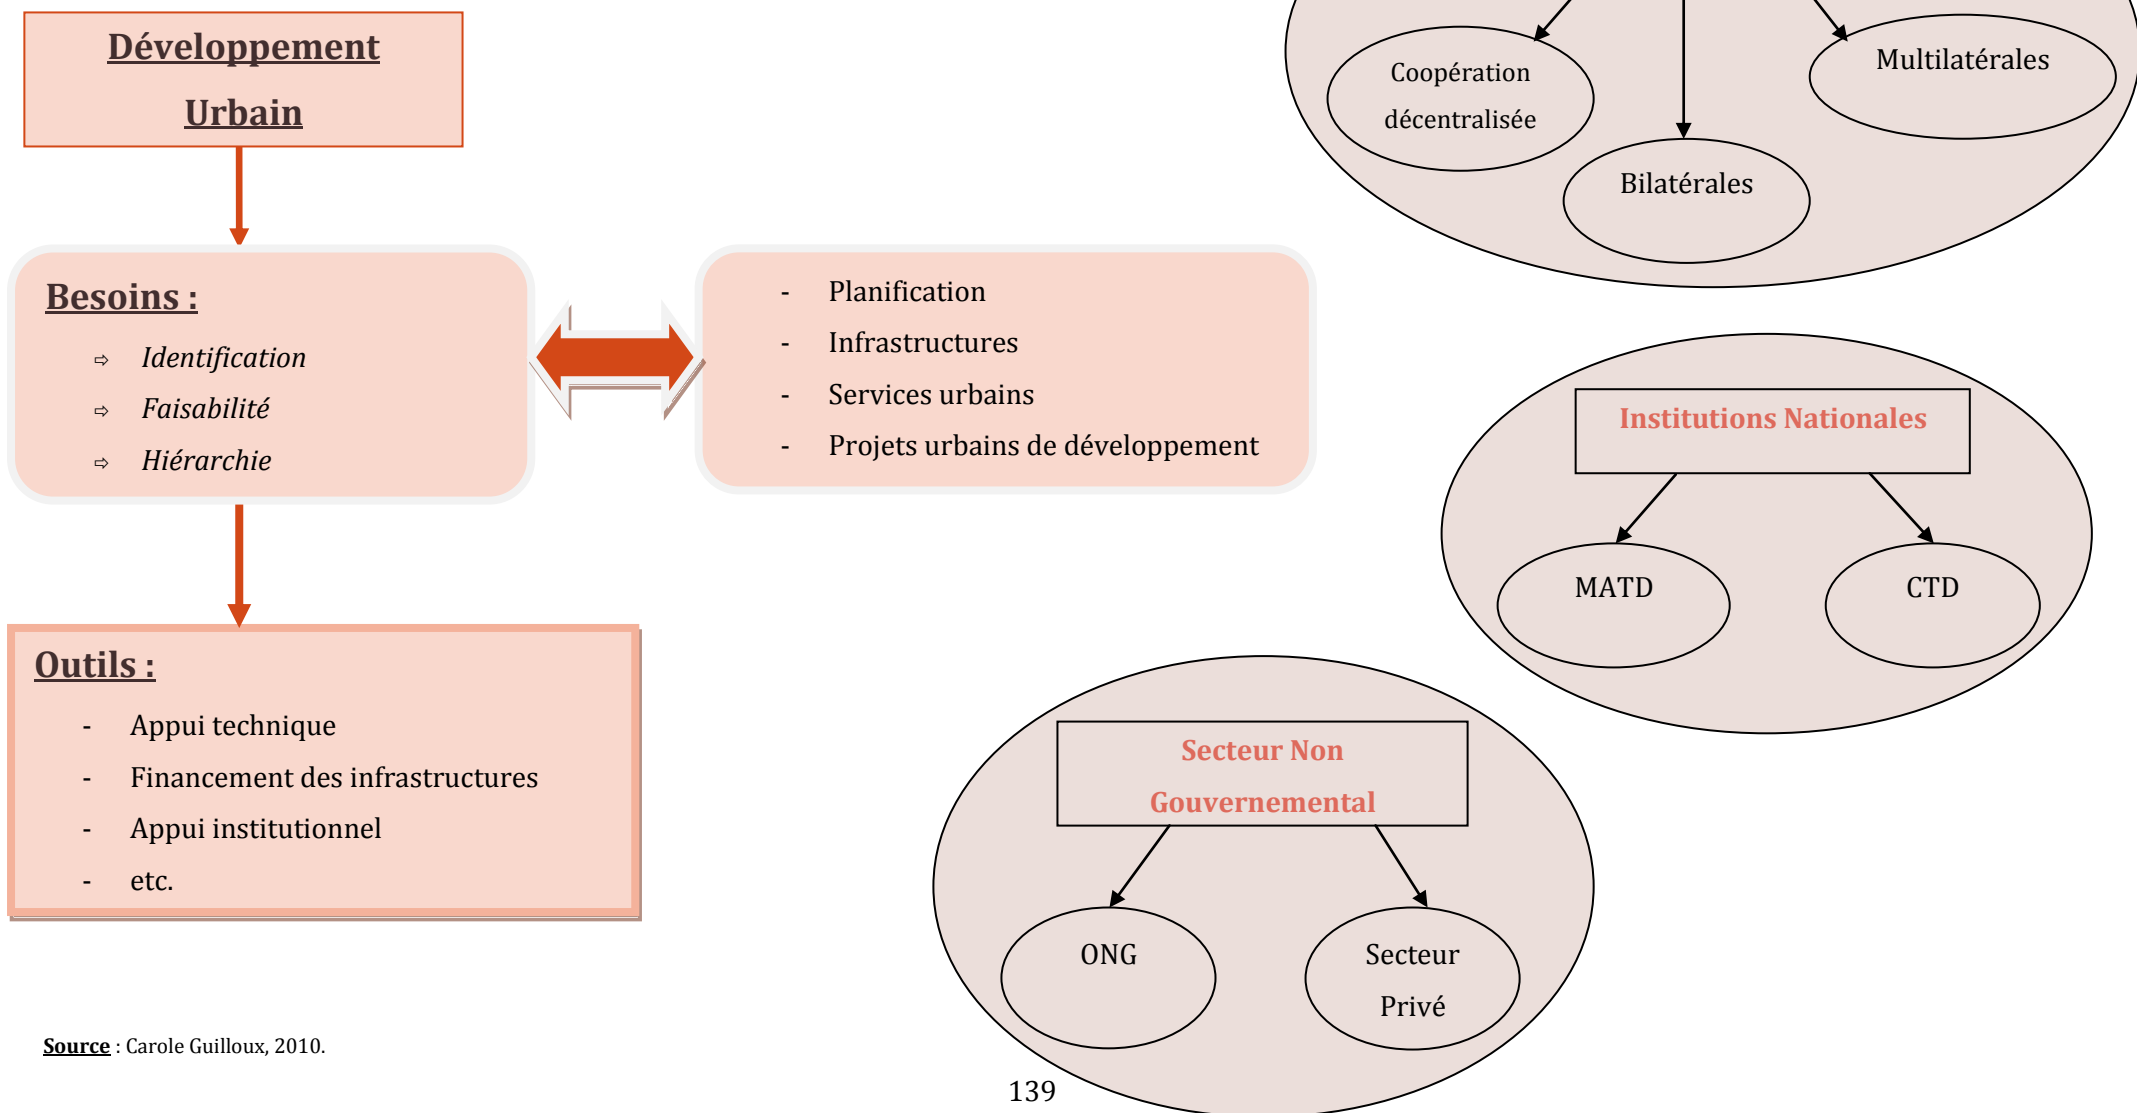 Développement
Urbain
Besoins :
⇨ Identification
⇨ Faisabilité
⇨ Hiérarchie
- Planification
- Infrastructures
- Services urbains
- Projets urbains de développement
Outils :
- Appui technique
- Financement des infrastructures
- Appui institutionnel
- etc.
Coopération
décentralisée
Bilatérales
Multilatérales
Institutions Nationales
MATD
CTD
Secteur Non
Gouvernemental
ONG
Secteur
Privé
Source : Carole Guilloux, 2010.
139